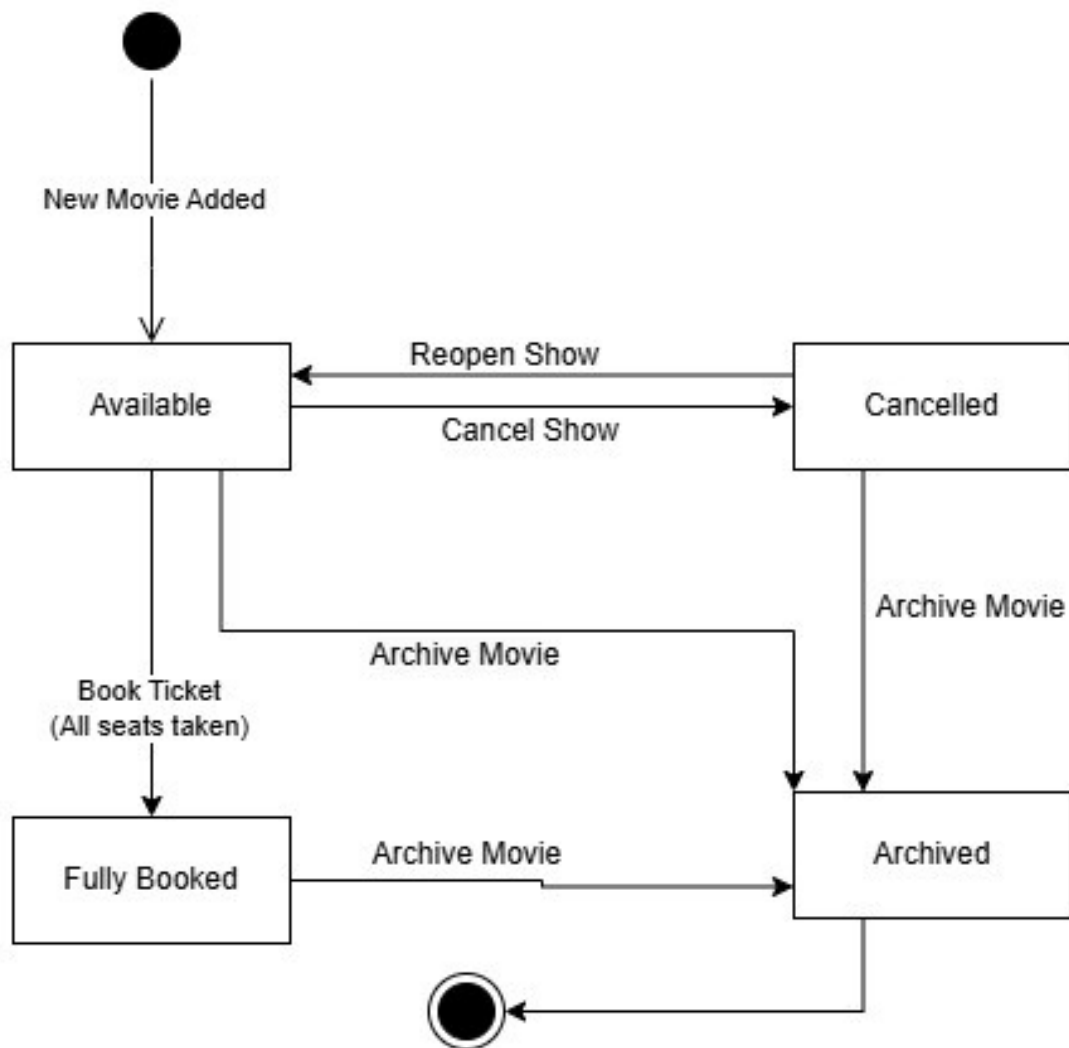 New Movie Added
Reopen Show
Available
Cancelled
Cancel Show
Archive Movie
Archive Movie
Book Ticket
(All seats taken)
Archive Movie
Archived
Fully Booked